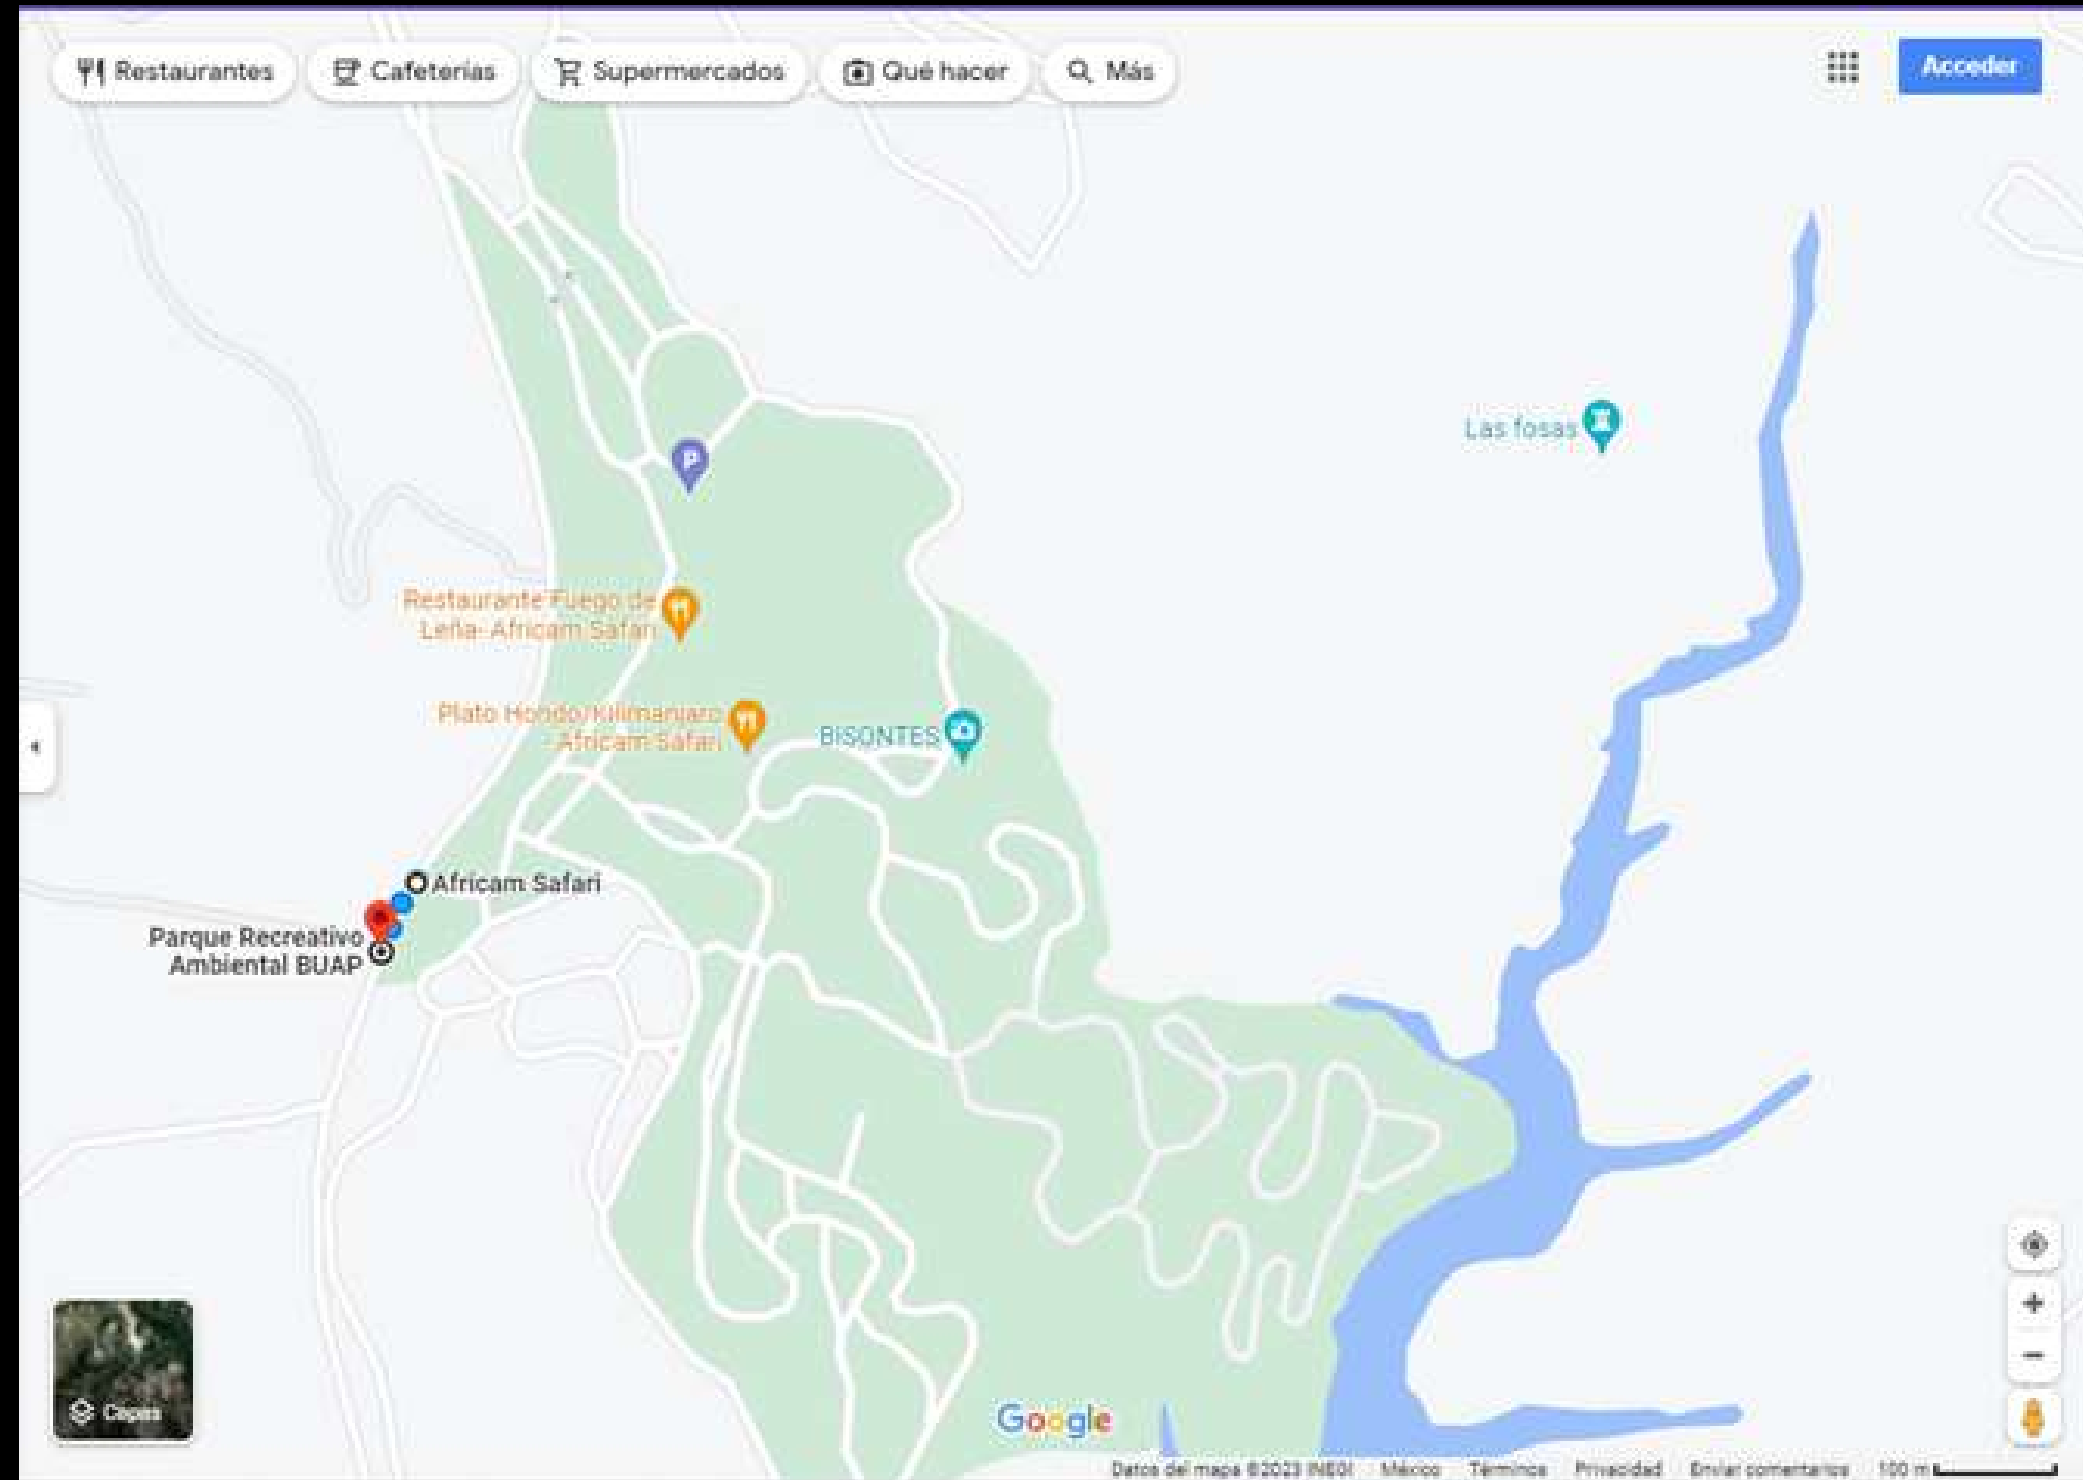 Restaurantes
Cafeterías
Supermercados
Qué hacer
Más
Acceder
Las fosas
P
Restaurante Fuego de
Leña- Africam Safari
Plato Hondo/Kilimanjaro
- Africam Safari
BISONTES
Africam Safari
Parque Recreativo
Ambiental BUAP
Capas
Google
Datos del mapa ©2023 INEGI México Términos Privacidad Enviar comentarios 100 m